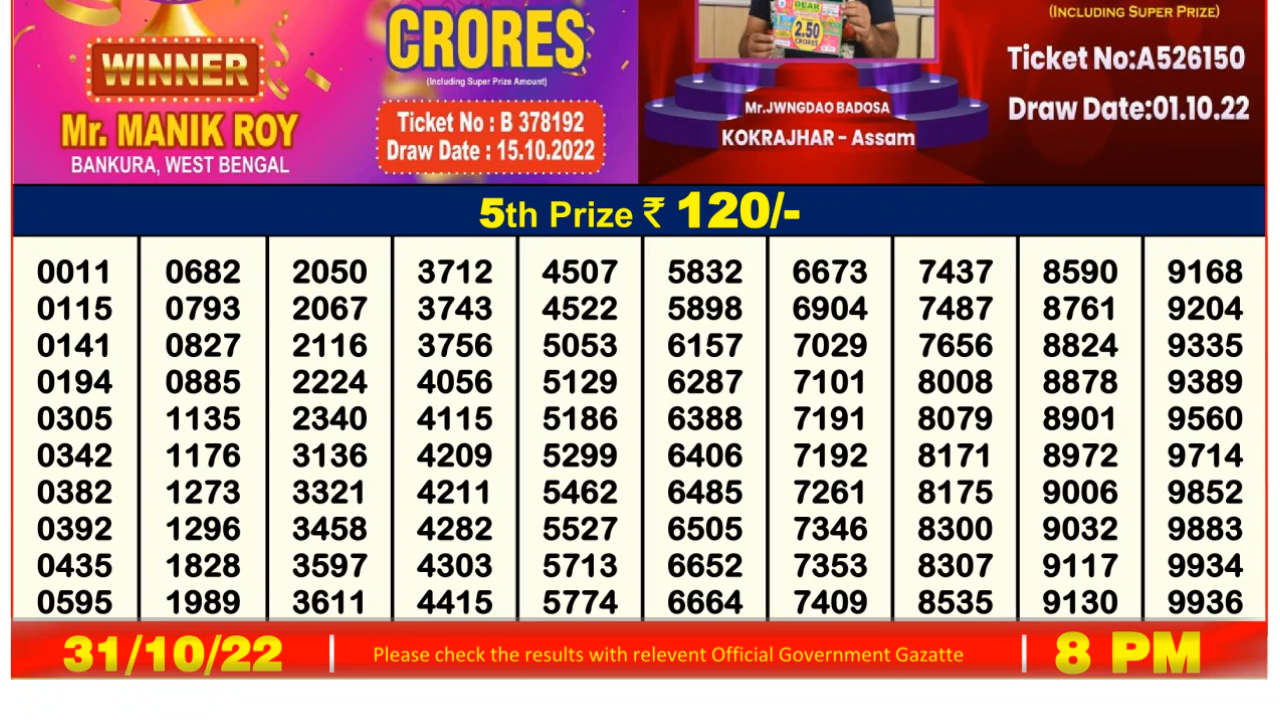 WINNER
Mr. MANIK ROY
BANKURA, WEST BENGAL
CRORES
(Including Super Prize Amount)
Ticket No : B 378192
Draw Date : 15.10.2022
DEAR
2.50
CRORES
Mr.JWNGDAO BADOSA
KOKRAJHAR - Assam
(INCLUDING SUPER PRIZE)
Ticket No:A526150
Draw Date:01.10.22
5th Prize ₹ 120/-
0011 0682 2050 3712 4507 5832 6673 7437 8590 9168
0115 0793 2067 3743 4522 5898 6904 7487 8761 9204
0141 0827 2116 3756 5053 6157 7029 7656 8824 9335
0194 0885 2224 4056 5129 6287 7101 8008 8878 9389
0305 1135 2340 4115 5186 6388 7191 8079 8901 9560
0342 1176 3136 4209 5299 6406 7192 8171 8972 9714
0382 1273 3321 4211 5462 6485 7261 8175 9006 9852
0392 1296 3458 4282 5527 6505 7346 8300 9032 9883
0435 1828 3597 4303 5713 6652 7353 8307 9117 9934
0595 1989 3611 4415 5774 6664 7409 8535 9130 9936
31/10/22 | Please check the results with relevent Official Government Gazatte | 8 PM